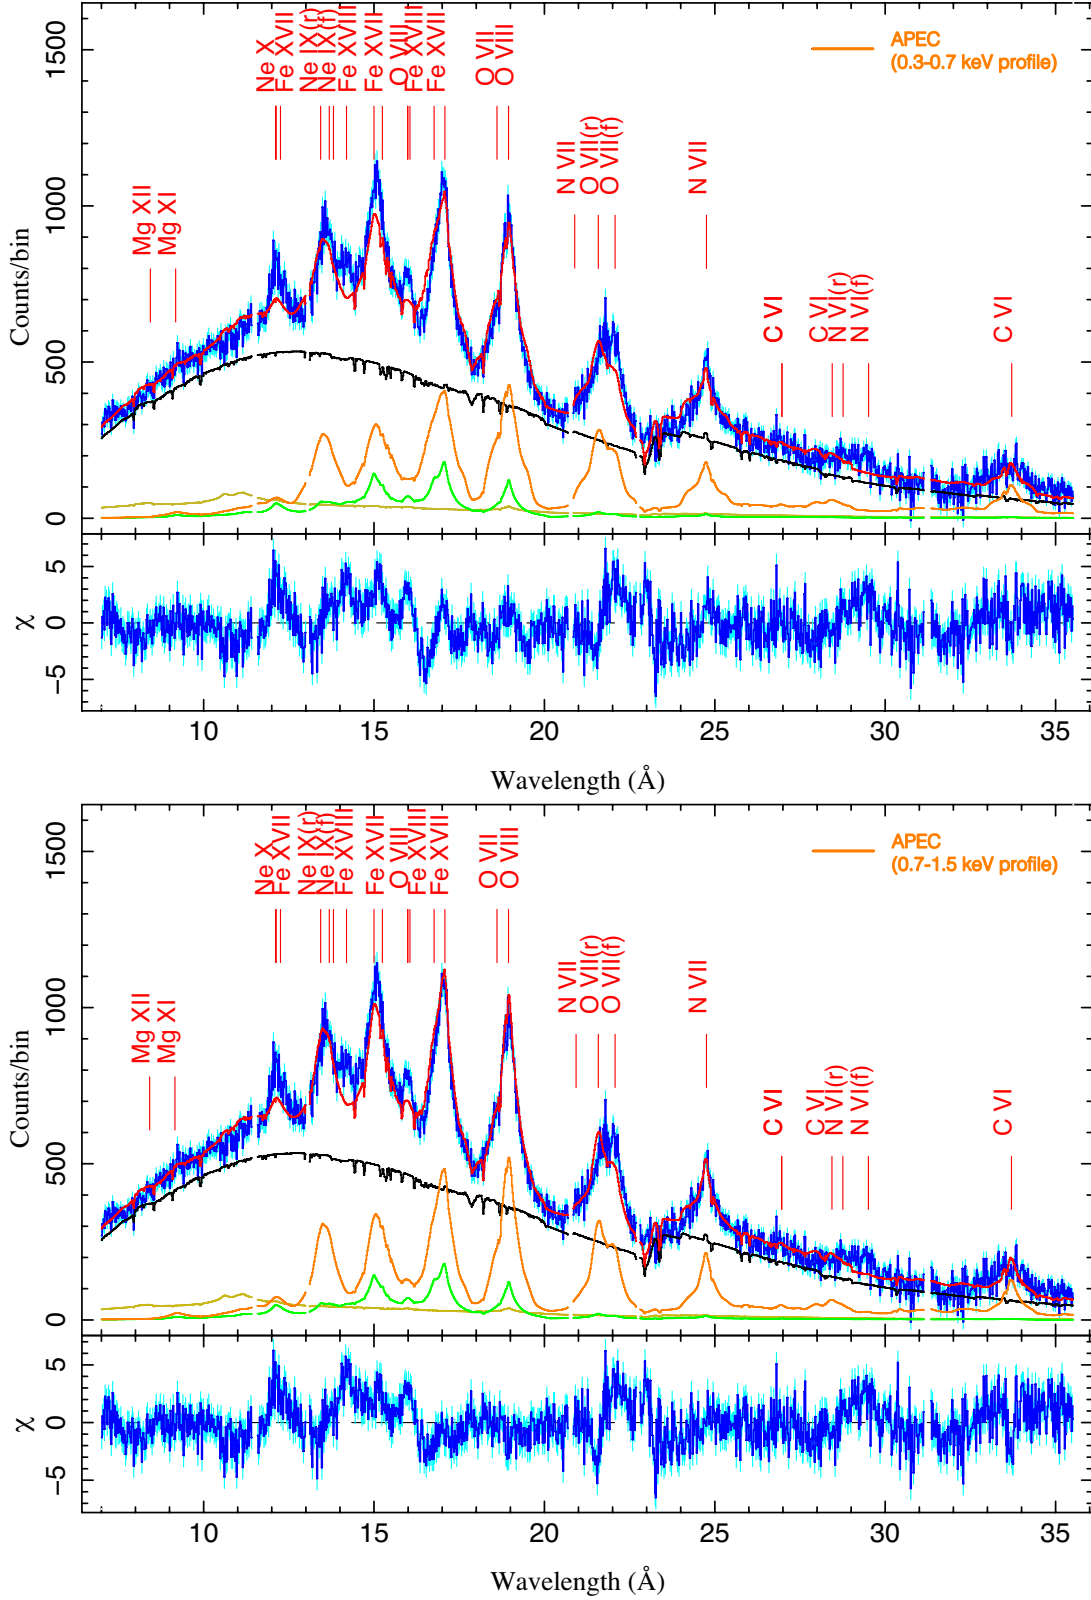 Ne X
Fe XVII
Ne IX(r)
Ne IX(f)
Fe XVIII
Fe XVII
O VIII
Fe XVIII
Fe XVII
O VII
O VIII
APEC
(0.3-0.7 keV profile)
Mg XII
Mg XI
N VII
O VII(r)
O VII(f)
N VII
C VI
C VI
N VI(r)
N VI(f)
C VI
Counts/bin
1500
1000
500
0
χ
5
0
−5
10
15
20
25
30
35
Wavelength (Å)
Ne X
Fe XVII
Ne IX(r)
Ne IX(f)
Fe XVIII
Fe XVII
O VIII
Fe XVIII
Fe XVII
O VII
O VIII
APEC
(0.7-1.5 keV profile)
Mg XII
Mg XI
N VII
O VII(r)
O VII(f)
N VII
C VI
C VI
N VI(r)
N VI(f)
C VI
Counts/bin
1500
1000
500
0
χ
5
0
−5
10
15
20
25
30
35
Wavelength (Å)